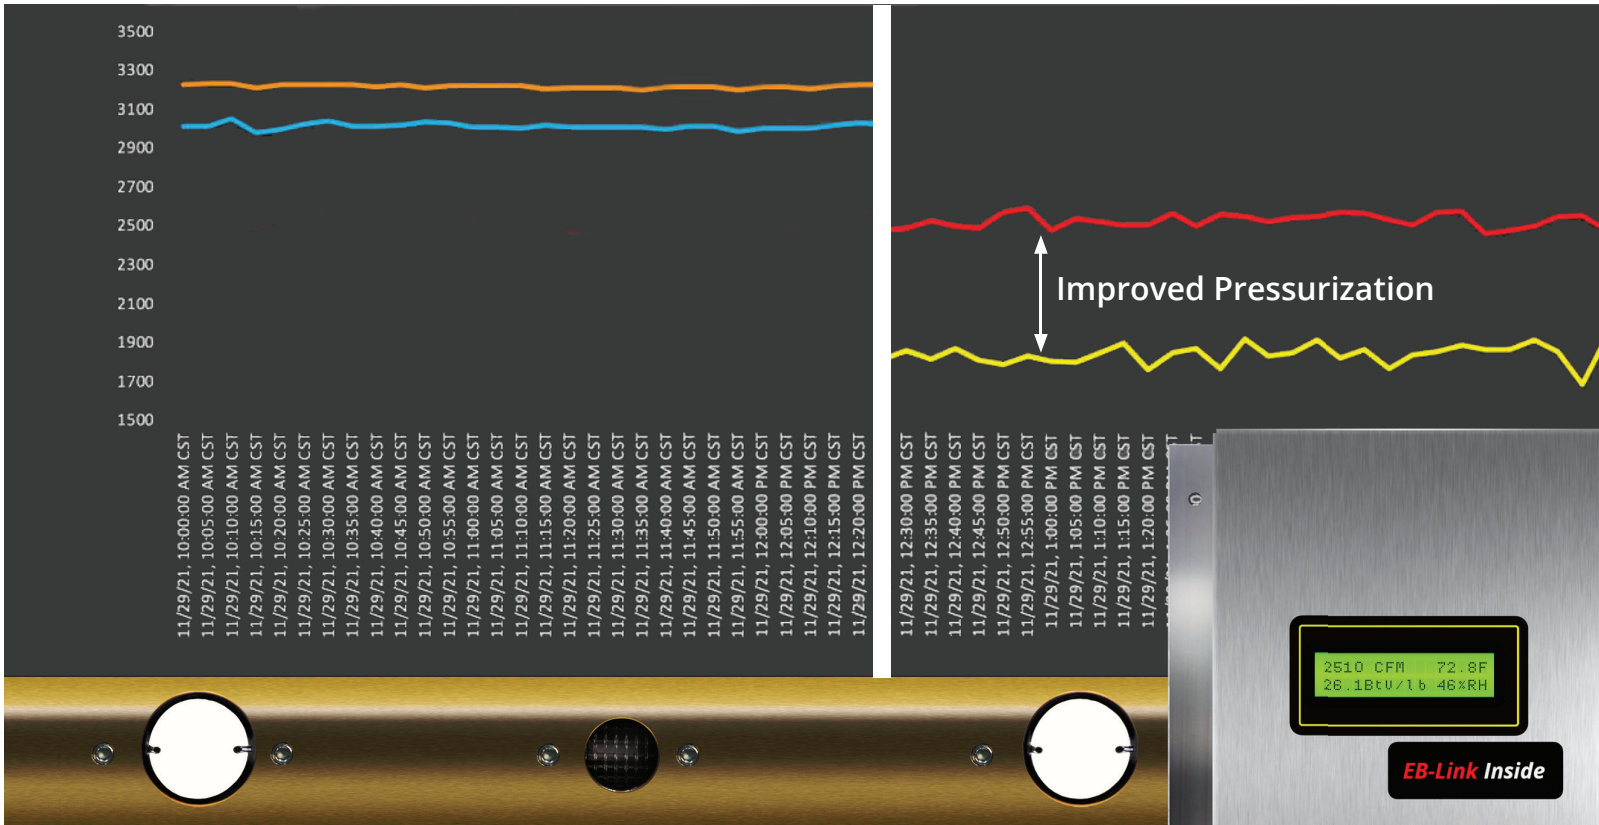 3500
3300
3100
2900
2700
2500
2300
2100
1900
1700
1500
Improved Pressurization
11/29/21, 10:00:00 AM CST
11/29/21, 10:05:00 AM CST
11/29/21, 10:10:00 AM CST
11/29/21, 10:15:00 AM CST
11/29/21, 10:20:00 AM CST
11/29/21, 10:25:00 AM CST
11/29/21, 10:30:00 AM CST
11/29/21, 10:35:00 AM CST
11/29/21, 10:40:00 AM CST
11/29/21, 10:45:00 AM CST
11/29/21, 10:50:00 AM CST
11/29/21, 10:55:00 AM CST
11/29/21, 11:00:00 AM CST
11/29/21, 11:05:00 AM CST
11/29/21, 11:10:00 AM CST
11/29/21, 11:15:00 AM CST
11/29/21, 11:20:00 AM CST
11/29/21, 11:25:00 AM CST
11/29/21, 11:30:00 AM CST
11/29/21, 11:35:00 AM CST
11/29/21, 11:40:00 AM CST
11/29/21, 11:45:00 AM CST
11/29/21, 11:50:00 AM CST
11/29/21, 11:55:00 AM CST
11/29/21, 12:00:00 PM CST
11/29/21, 12:05:00 PM CST
11/29/21, 12:10:00 PM CST
11/29/21, 12:15:00 PM CST
11/29/21, 12:20:00 PM CST
11/29/21, 12:30:00 PM CST
11/29/21, 12:35:00 PM CST
11/29/21, 12:40:00 PM CST
11/29/21, 12:45:00 PM CST
11/29/21, 12:50:00 PM CST
11/29/21, 12:55:00 PM CST
11/29/21, 1:00:00 PM CST
11/29/21, 1:05:00 PM CST
11/29/21, 1:10:00 PM CST
11/29/21, 1:15:00 PM CST
11/29/21, 1:20:00 PM CST
2510 CFM 72.8F
26.1BtU/lb 46%RH
EB-Link Inside